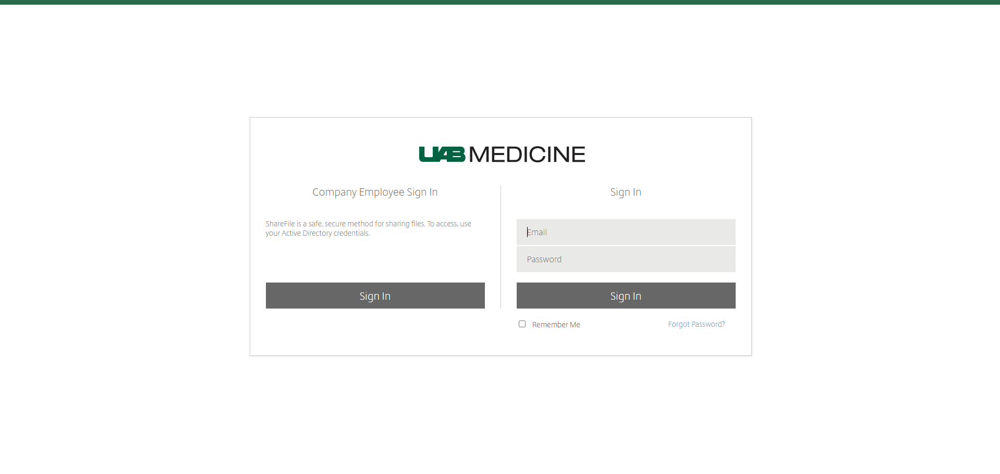 UAB MEDICINE
Company Employee Sign In
ShareFile is a safe, secure method for sharing files. To access, use
your Active Directory credentials.
Sign In
Sign In
Email
Password
Sign In
Remember Me
Forgot Password?